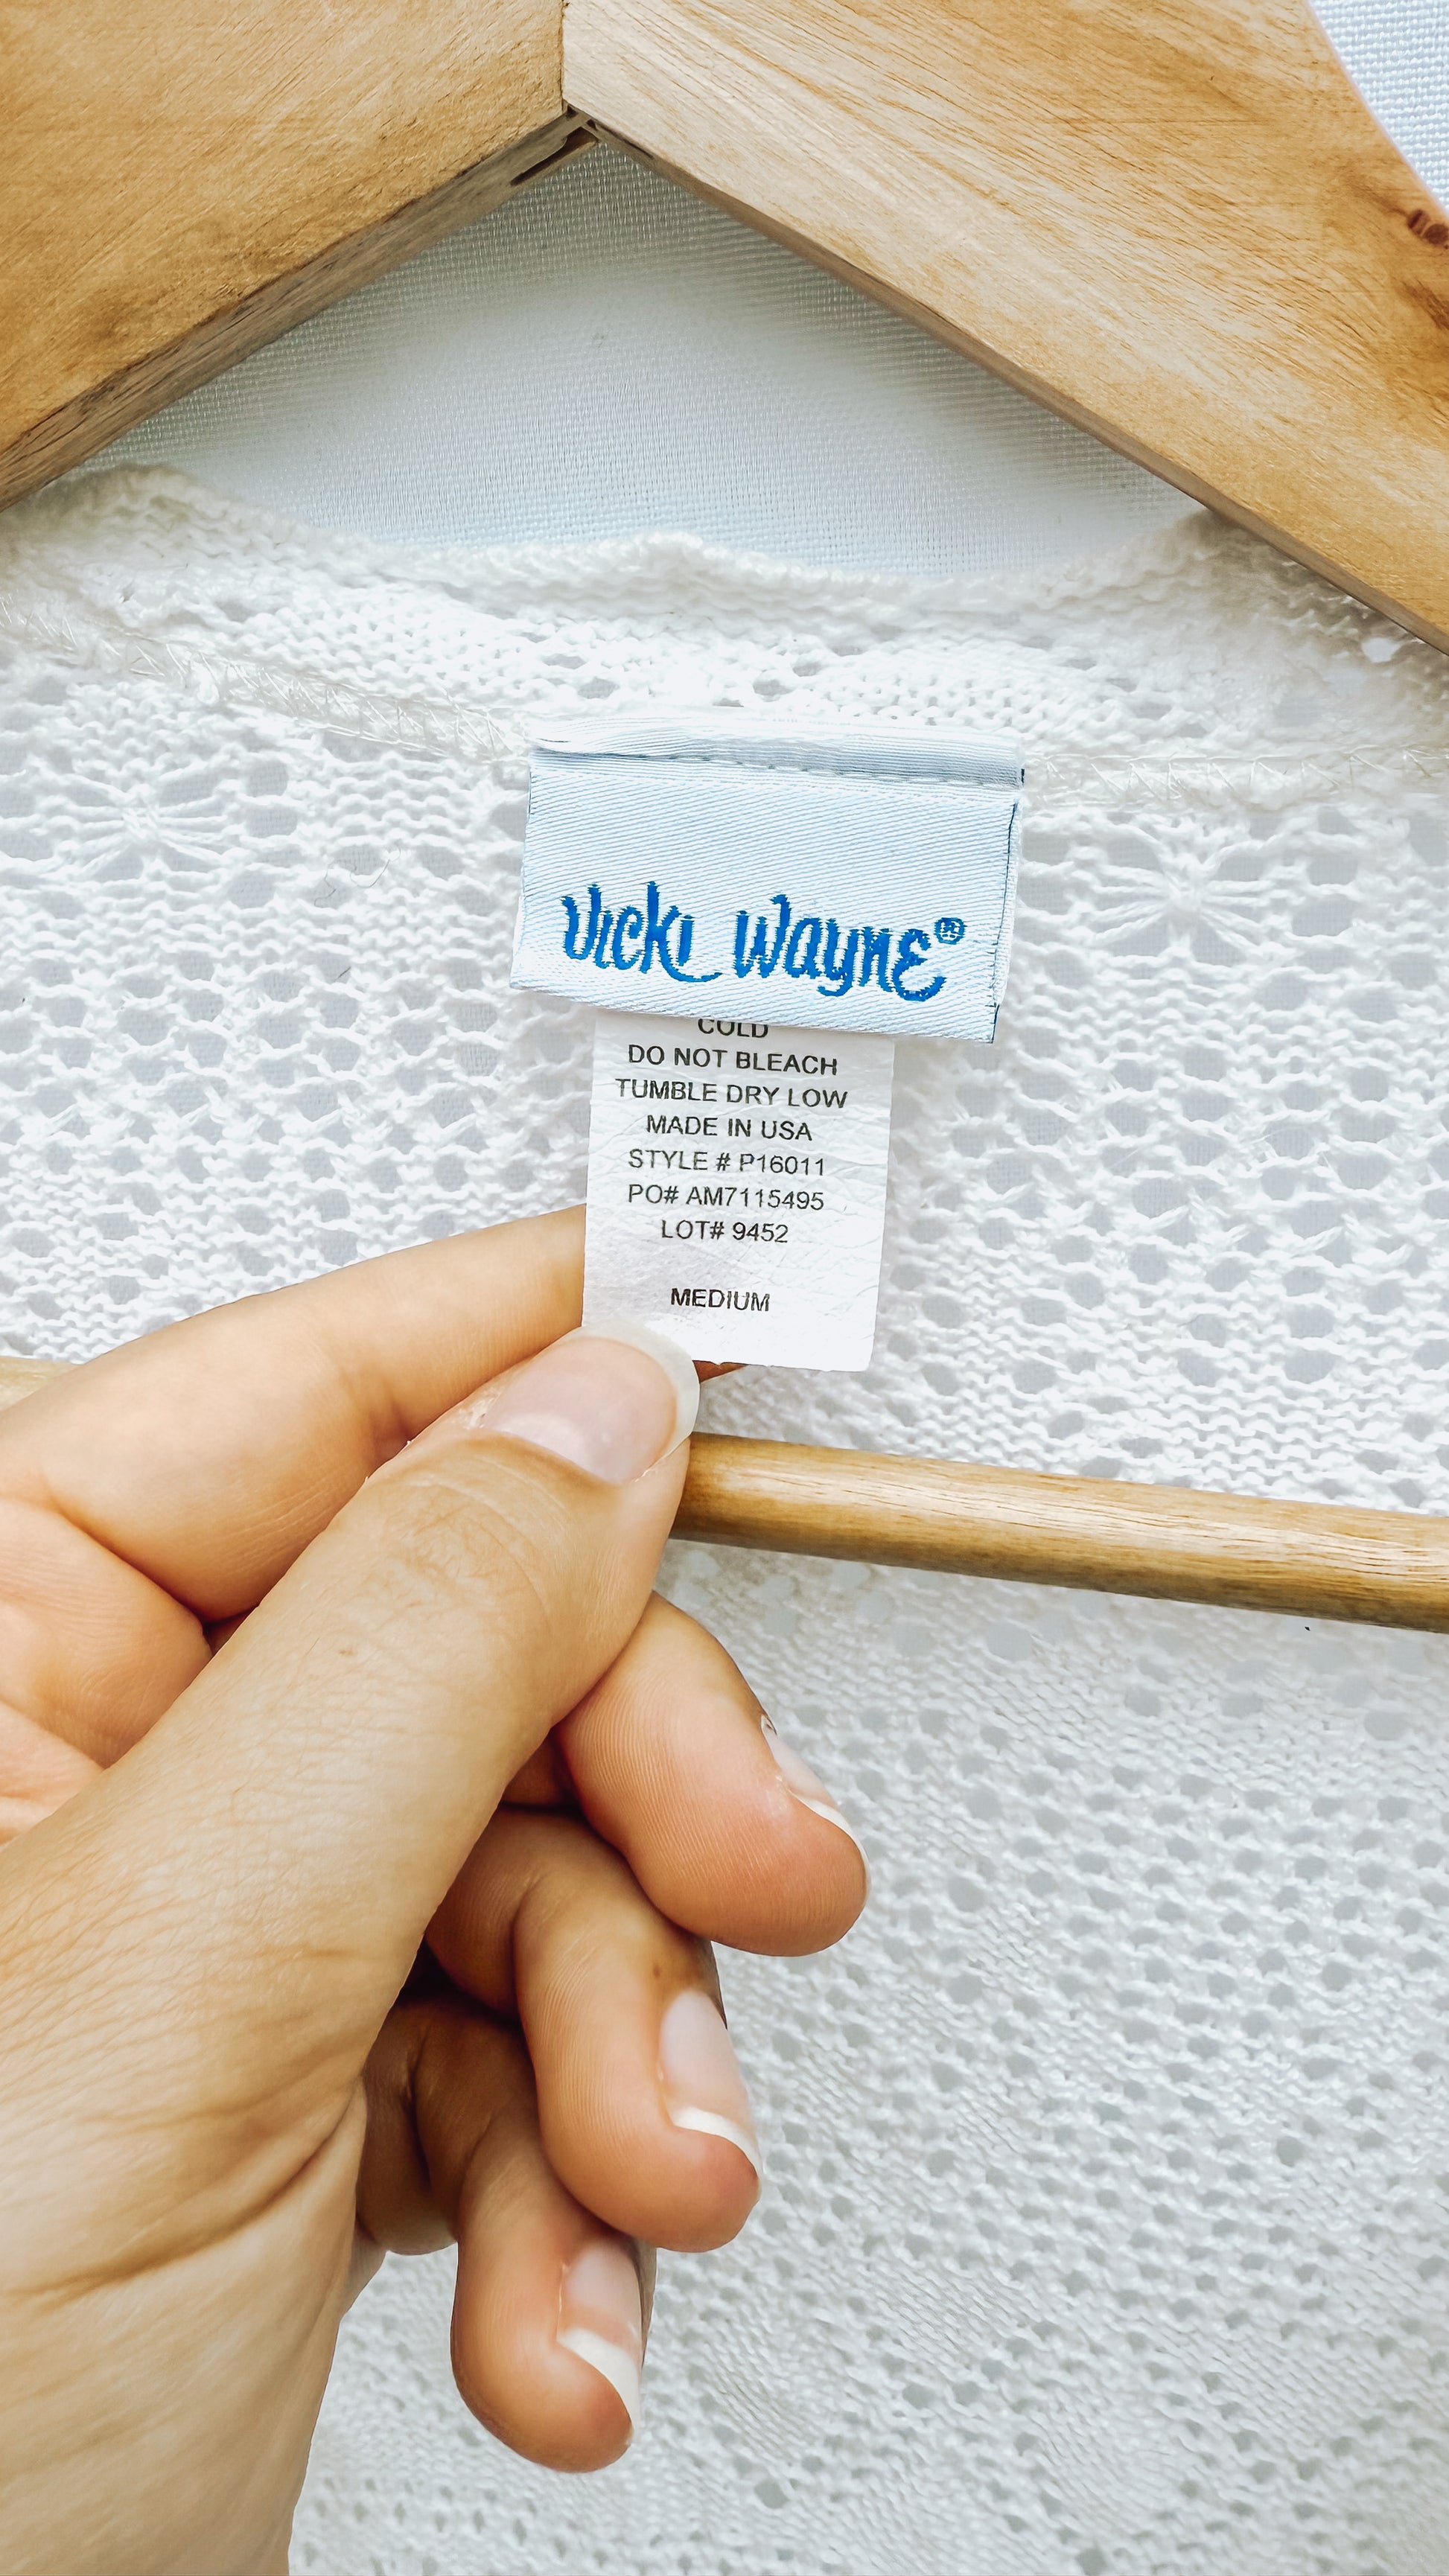 Vicki Wayne®
COLD
DO NOT BLEACH
TUMBLE DRY LOW
MADE IN USA
STYLE # P16011
PO# AM7115495
LOT# 9452
MEDIUM